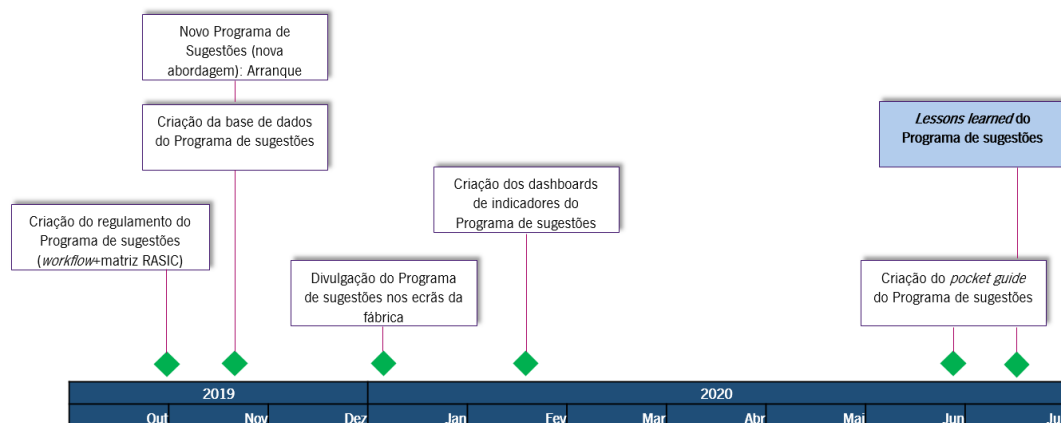 Novo Programa de
Sugestões (nova
abordagem): Arranque
Criação da base de dados
do Programa de sugestões
Lessons learned do
Programa de sugestões
Criação dos dashboards
de indicadores do
Programa de sugestões
Criação do regulamento do
Programa de sugestões
(workflow+matriz RASIC)
Divulgação do Programa
de sugestões nos ecrãs da
fábrica
Criação do pocket guide
do Programa de sugestões
2019 2020
Out Nov Dez Jan Fev Mar Abr Mai Jun